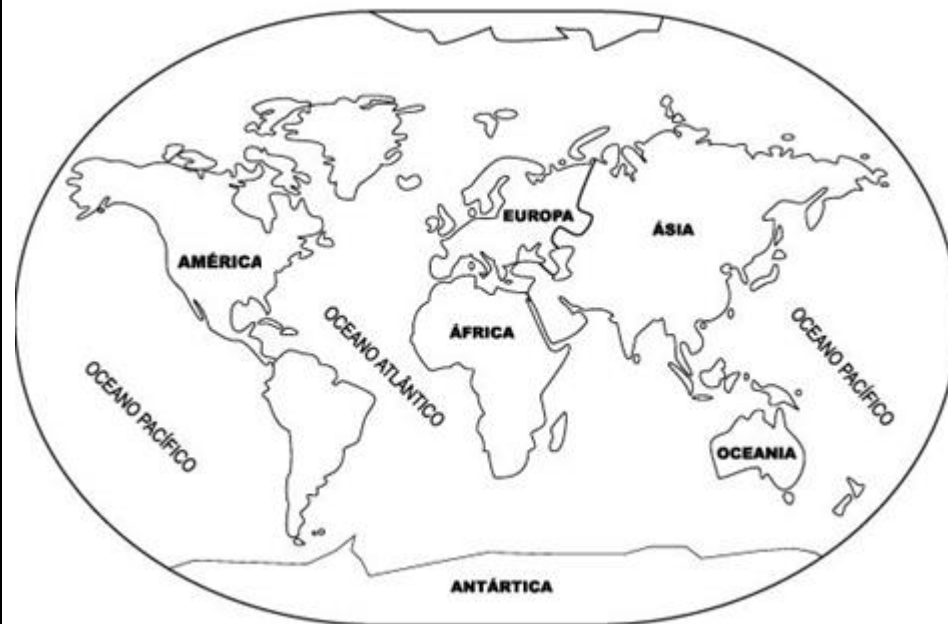 EUROPA
ÁSIA
AMÉRICA
ÁFRICA
OCEANO ATLÂNTICO
OCEANO PACÍFICO
OCEANO PACÍFICO
OCEANIA
ANTÁRTICA